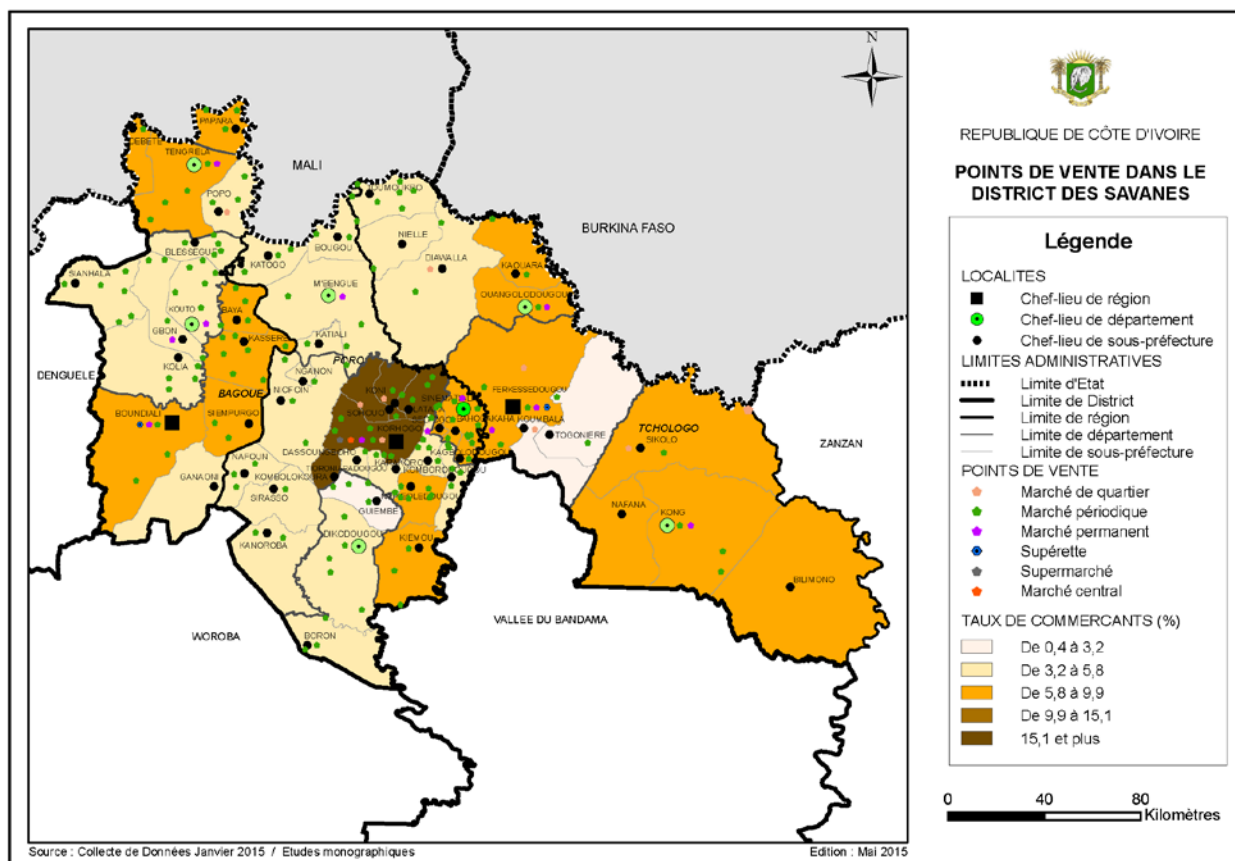 N
MALI
BURKINA FASO
DENGUELE
WOROBA
VALLEE DU BANDAMA
ZANZAN
PAPARA
DEBETE
TENGRELA
POPO
TOUMOUKRO
BLESSEGUE
BOUGOU
NIELLE
KATOGO
DIAWALLA
KAOUARA
SIANHALA
M'BENGUE
OUANGOLODOUGOU
KOUTO
BAYA
GBON
KASSERE
KATIALI
KOLIA
PORO
NGANON
NIOFOIN
KONI
BAGOUE
BOUNDIALI
SIEMPURGO
KORHOGO
FERKESSEDOUGOU
KOUMBALA
TOGONIERE
TCHOLOGO
SIKOLO
DASSOUNGBOHO
NAFOUN
KOMBOLOKOURA
GANAONI
SIRASSO
GUIEMBE
NAFANA
KONG
KANOROBA
DIKODOUGOU
KIEMOU
BILIMONO
BORON
REPUBLIQUE DE CÔTE D'IVOIRE
POINTS DE VENTE DANS LE
DISTRICT DES SAVANES
Légende
LOCALITES
Chef-lieu de région
Chef-lieu de département
Chef-lieu de sous-préfecture
LIMITES ADMINISTRATIVES
Limite d'Etat
Limite de District
Limite de région
Limite de département
Limite de sous-préfecture
POINTS DE VENTE
Marché de quartier
Marché périodique
Marché permanent
Supérette
Supermarché
Marché central
TAUX DE COMMERCANTS (%)
De 0,4 à 3,2
De 3,2 à 5,8
De 5,8 à 9,9
De 9,9 à 15,1
15,1 et plus
0 40 80
Kilomètres
Source : Collecte de Données Janvier 2015 / Etudes monographiques
Edition : Mai 2015